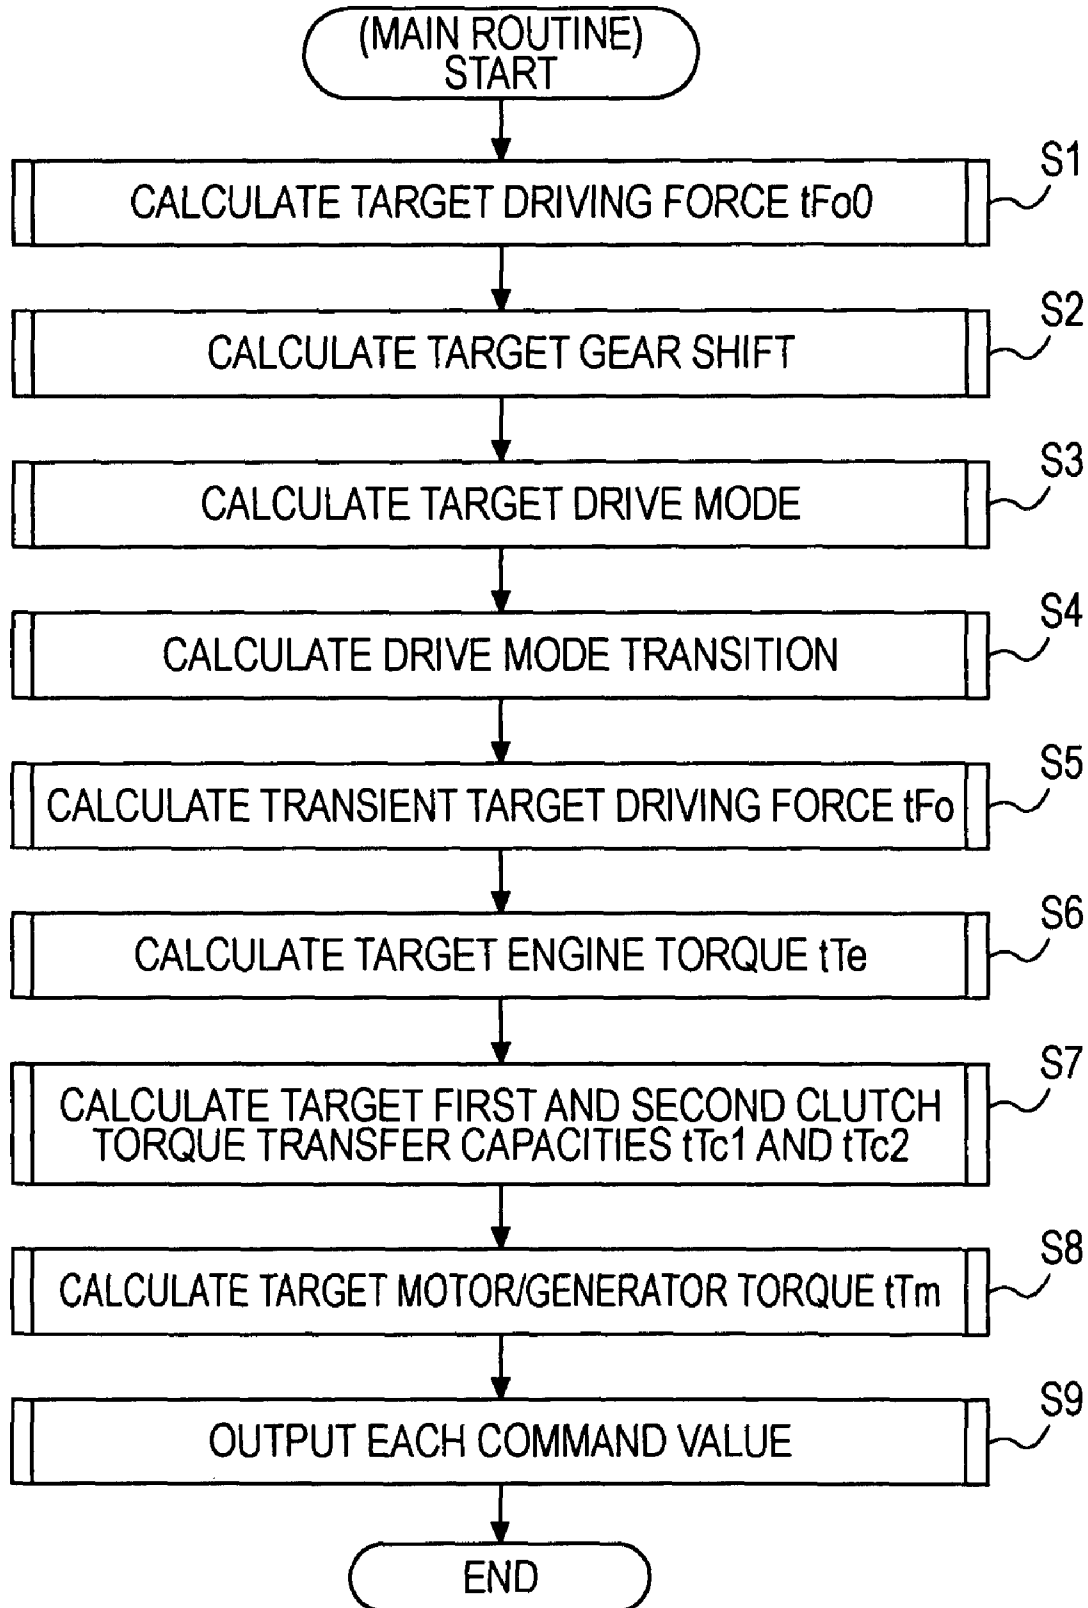 (MAIN ROUTINE)
START
S1
CALCULATE TARGET DRIVING FORCE tFo0
S2
CALCULATE TARGET GEAR SHIFT
S3
CALCULATE TARGET DRIVE MODE
S4
CALCULATE DRIVE MODE TRANSITION
S5
CALCULATE TRANSIENT TARGET DRIVING FORCE tFo
S6
CALCULATE TARGET ENGINE TORQUE tTe
S7
CALCULATE TARGET FIRST AND SECOND CLUTCH
TORQUE TRANSFER CAPACITIES tTc1 AND tTc2
S8
CALCULATE TARGET MOTOR/GENERATOR TORQUE tTm
S9
OUTPUT EACH COMMAND VALUE
END